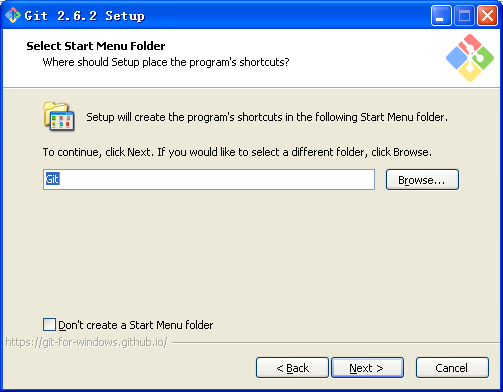 Git 2.6.2 Setup
Select Start Menu Folder
Where should Setup place the program's shortcuts?
Setup will create the program's shortcuts in the following Start Menu folder.
To continue, click Next. If you would like to select a different folder, click Browse.
Git
Browse...
Don't create a Start Menu folder
https://git-for-windows.github.io/
< Back
Next >
Cancel